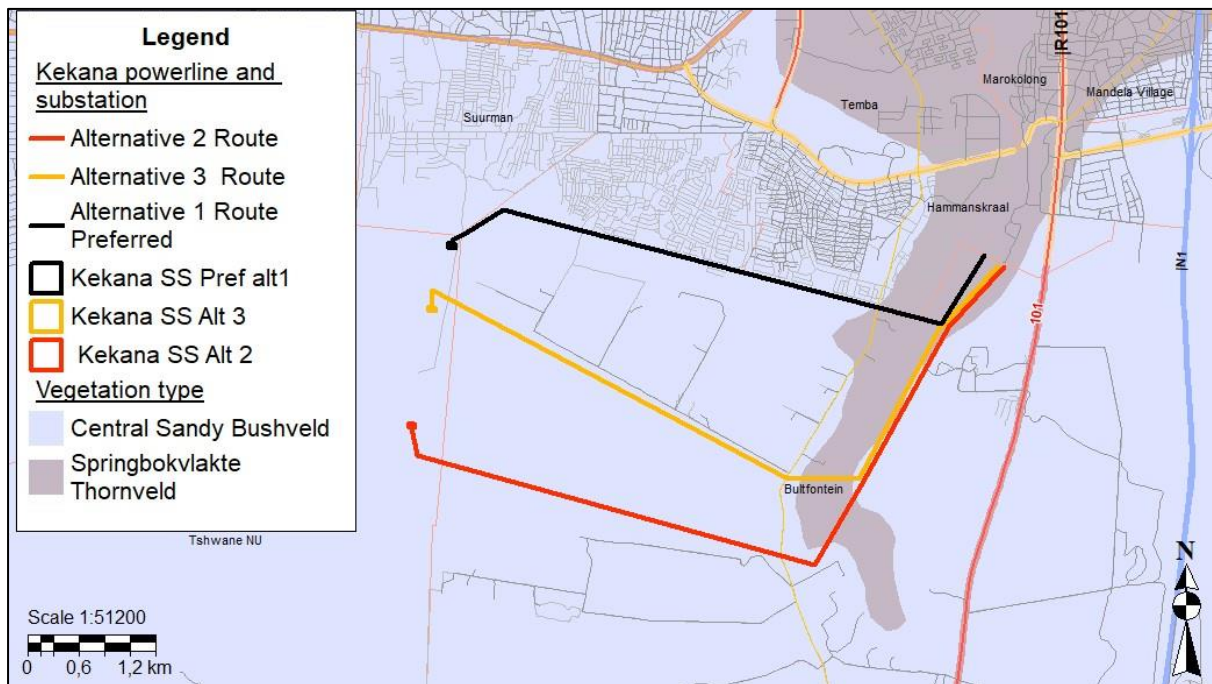 Legend
Kekana powerline and
substation
Alternative 2 Route
Alternative 3 Route
Alternative 1 Route
Preferred
Kekana SS Pref alt1
Kekana SS Alt 3
Kekana SS Alt 2
Vegetation type
Central Sandy Bushveld
Springbokvlakte
Thornveld
Tshwane NU
Scale 1:51200
0 0,6 1,2 km
Suurman
Temba
Marokolong
Mandela Village
Hammanskraal
Bultfontein
|R101
10,1
|N1
N